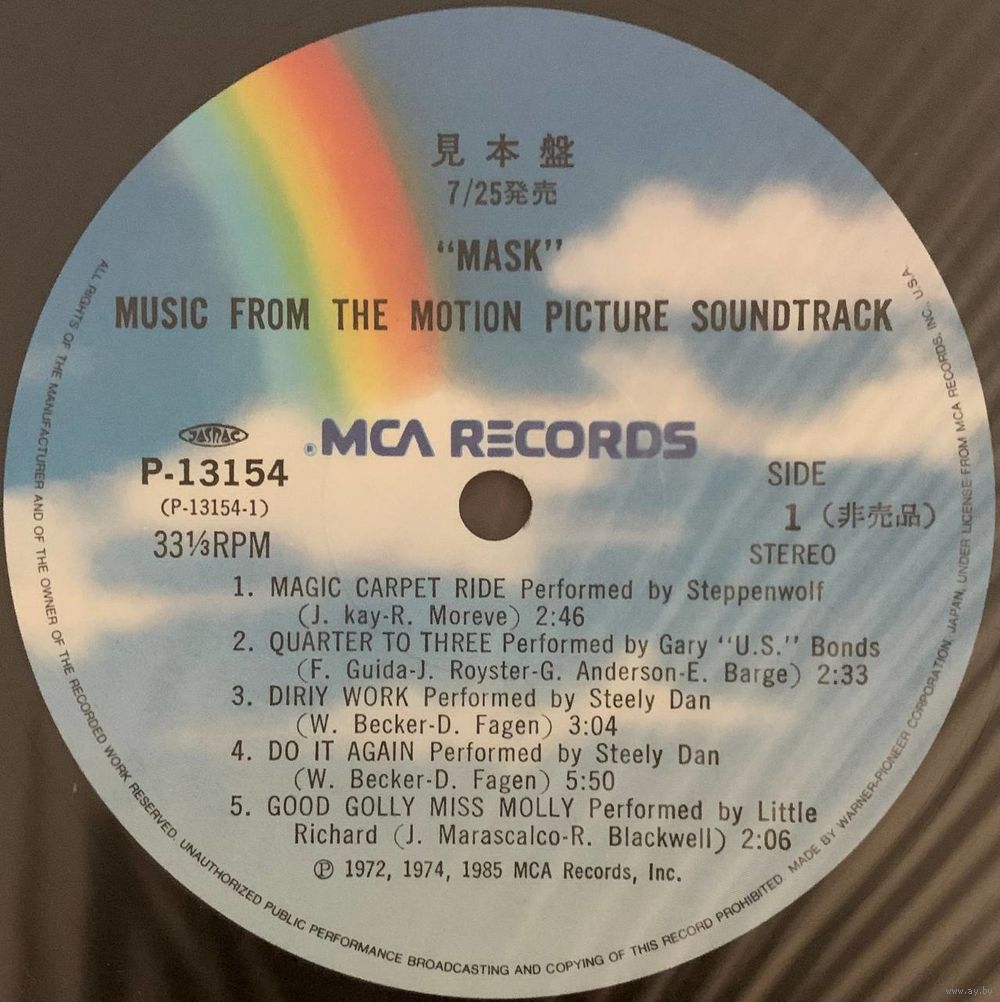 見本盤
7/25発売
"MASK"
MUSIC FROM THE MOTION PICTURE SOUNDTRACK
JASRAC
® MCA RECORDS
P-13154
(P-13154-1)
33⅓RPM
SIDE
1 (非売品)
STEREO
1. MAGIC CARPET RIDE Performed by Steppenwolf
(J. kay-R. Moreve) 2:46
2. QUARTER TO THREE Performed by Gary "U.S." Bonds
(F. Guida-J. Royster-G. Anderson-E. Barge) 2:33
3. DIRIY WORK Performed by Steely Dan
(W. Becker-D. Fagen) 3:04
4. DO IT AGAIN Performed by Steely Dan
(W. Becker-D. Fagen) 5:50
5. GOOD GOLLY MISS MOLLY Performed by Little
Richard (J. Marascalco-R. Blackwell) 2:06
℗ 1972, 1974, 1985 MCA Records, Inc.
ALL RIGHTS OF THE MANUFACTURER AND OF THE OWNER OF THE RECORDED WORK RESERVED. UNAUTHORIZED PUBLIC PERFORMANCE BROADCASTING AND COPYING OF THIS RECORD PROHIBITED. MADE BY WARNER-PIONEER CORPORATION, JAPAN, UNDER LICENSE FROM MCA RECORDS, INC., U.S.A.
www.ay.by